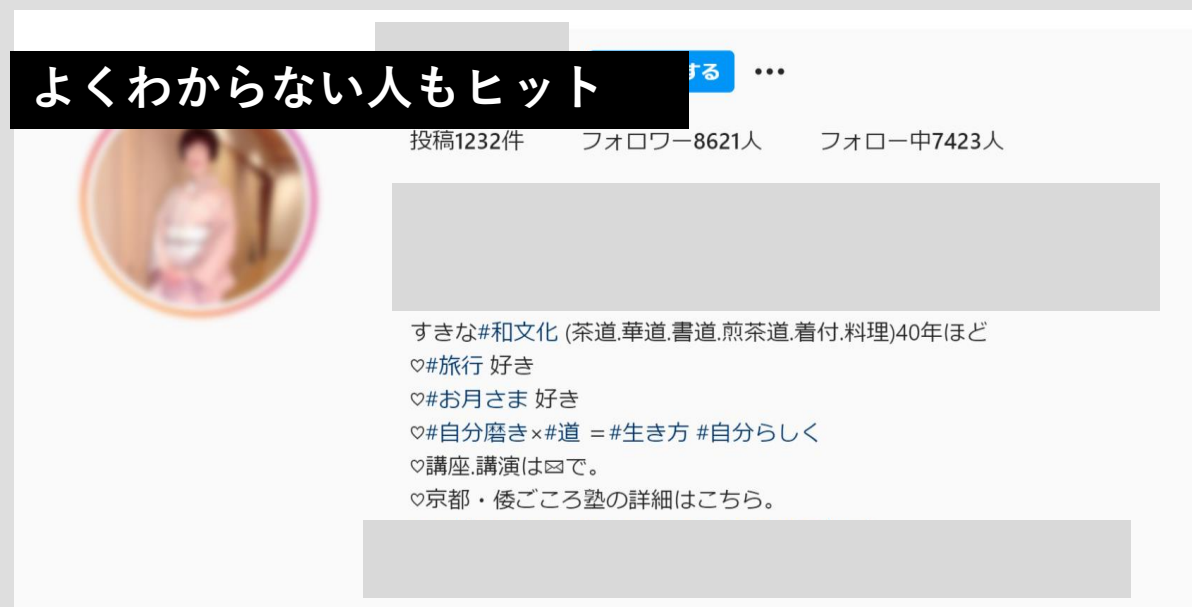 よくわからない人もヒット
する •••
投稿1232件 フォロワー8621人 フォロー中7423人
すきな#和文化 (茶道.華道.書道.煎茶道.着付.料理)40年ほど
♡#旅行 好き
♡#お月さま 好き
♡#自分磨き×#道 =#生き方 #自分らしく
♡講座.講演は✉で。
♡京都・倭ごころ塾の詳細はこちら。